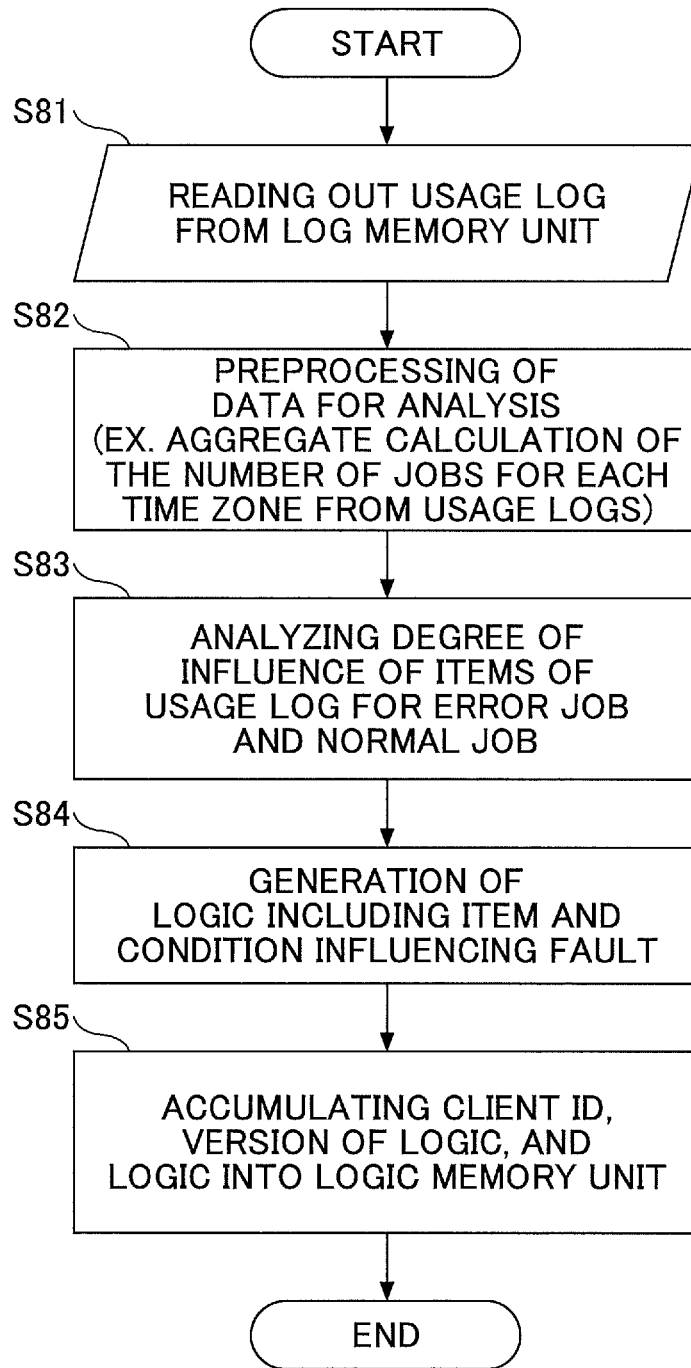 START
S81
READING OUT USAGE LOG
FROM LOG MEMORY UNIT
S82
PREPROCESSING OF
DATA FOR ANALYSIS
(EX. AGGREGATE CALCULATION OF
THE NUMBER OF JOBS FOR EACH
TIME ZONE FROM USAGE LOGS)
S83
ANALYZING DEGREE OF
INFLUENCE OF ITEMS OF
USAGE LOG FOR ERROR JOB
AND NORMAL JOB
S84
GENERATION OF
LOGIC INCLUDING ITEM AND
CONDITION INFLUENCING FAULT
S85
ACCUMULATING CLIENT ID,
VERSION OF LOGIC, AND
LOGIC INTO LOGIC MEMORY UNIT
END